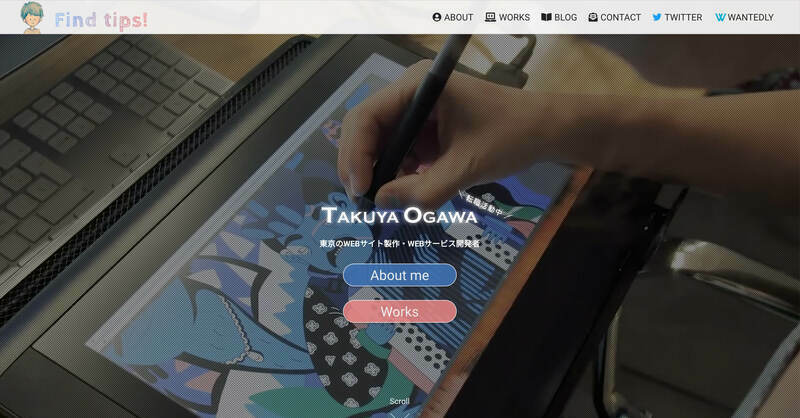 Find tips!
ABOUT WORKS BLOG CONTACT TWITTER WANTEDLY
転職活動中
TAKUYA OGAWA
東京のWEBサイト製作・WEBサービス開発者
About me
Works
Scroll